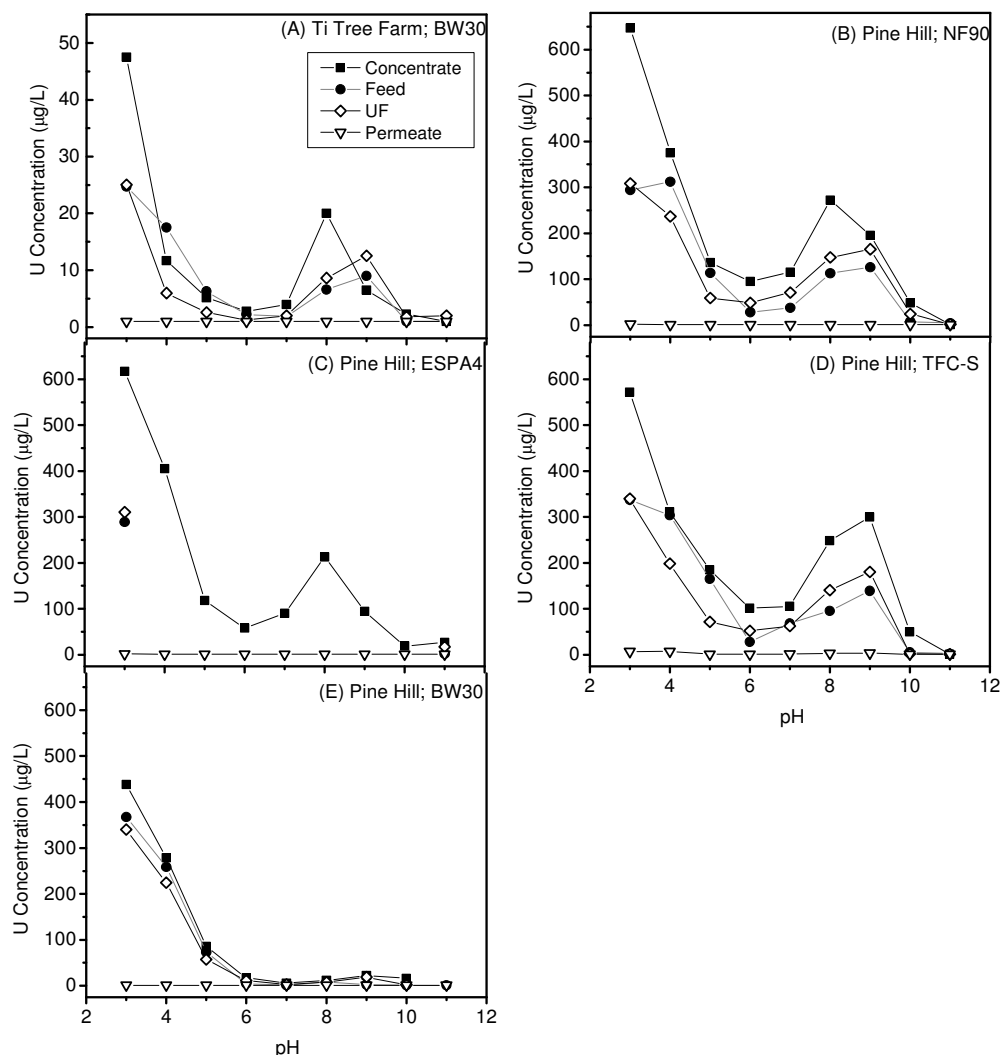 (A) Ti Tree Farm; BW30
Concentrate
Feed
UF
Permeate
U Concentration (μg/L)
50
40
30
20
10
0
(B) Pine Hill; NF90
U Concentration (μg/L)
600
500
400
300
200
100
0
(C) Pine Hill; ESPA4
U Concentration (μg/L)
600
500
400
300
200
100
0
(D) Pine Hill; TFC-S
U Concentration (μg/L)
600
500
400
300
200
100
0
2 4 6 8 10 12
pH
(E) Pine Hill; BW30
U Concentration (μg/L)
600
500
400
300
200
100
0
2 4 6 8 10 12
pH